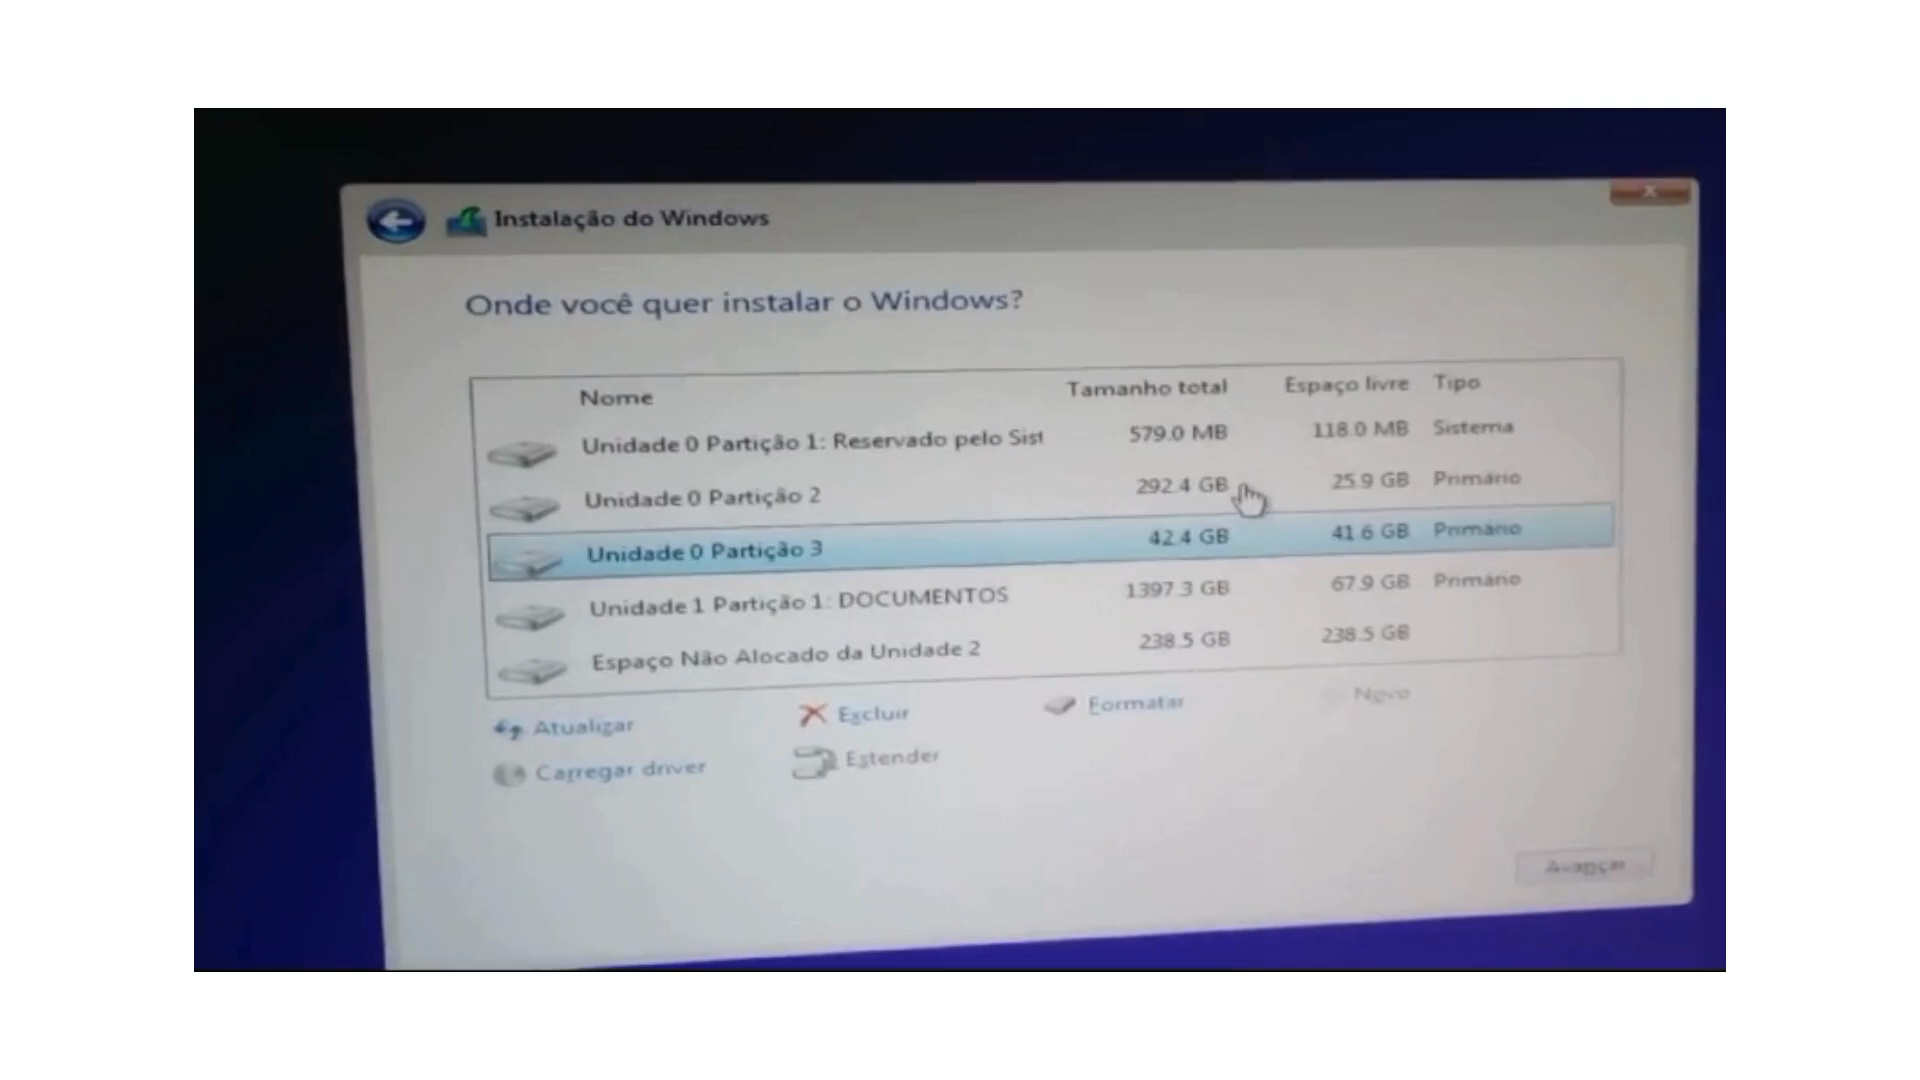 Instalação do Windows
x
Onde você quer instalar o Windows?
Nome Tamanho total Espaço livre Tipo
Unidade 0 Partição 1: Reservado pelo Sist 579.0 MB 118.0 MB Sistema
Unidade 0 Partição 2 292.4 GB 25.9 GB Primário
Unidade 0 Partição 3 42.4 GB 41.6 GB Primário
Unidade 1 Partição 1: DOCUMENTOS 1397.3 GB 67.9 GB Primário
Espaço Não Alocado da Unidade 2 238.5 GB 238.5 GB
Atualizar Excluir Formatar Novo
Carregar driver Estender
Avançar